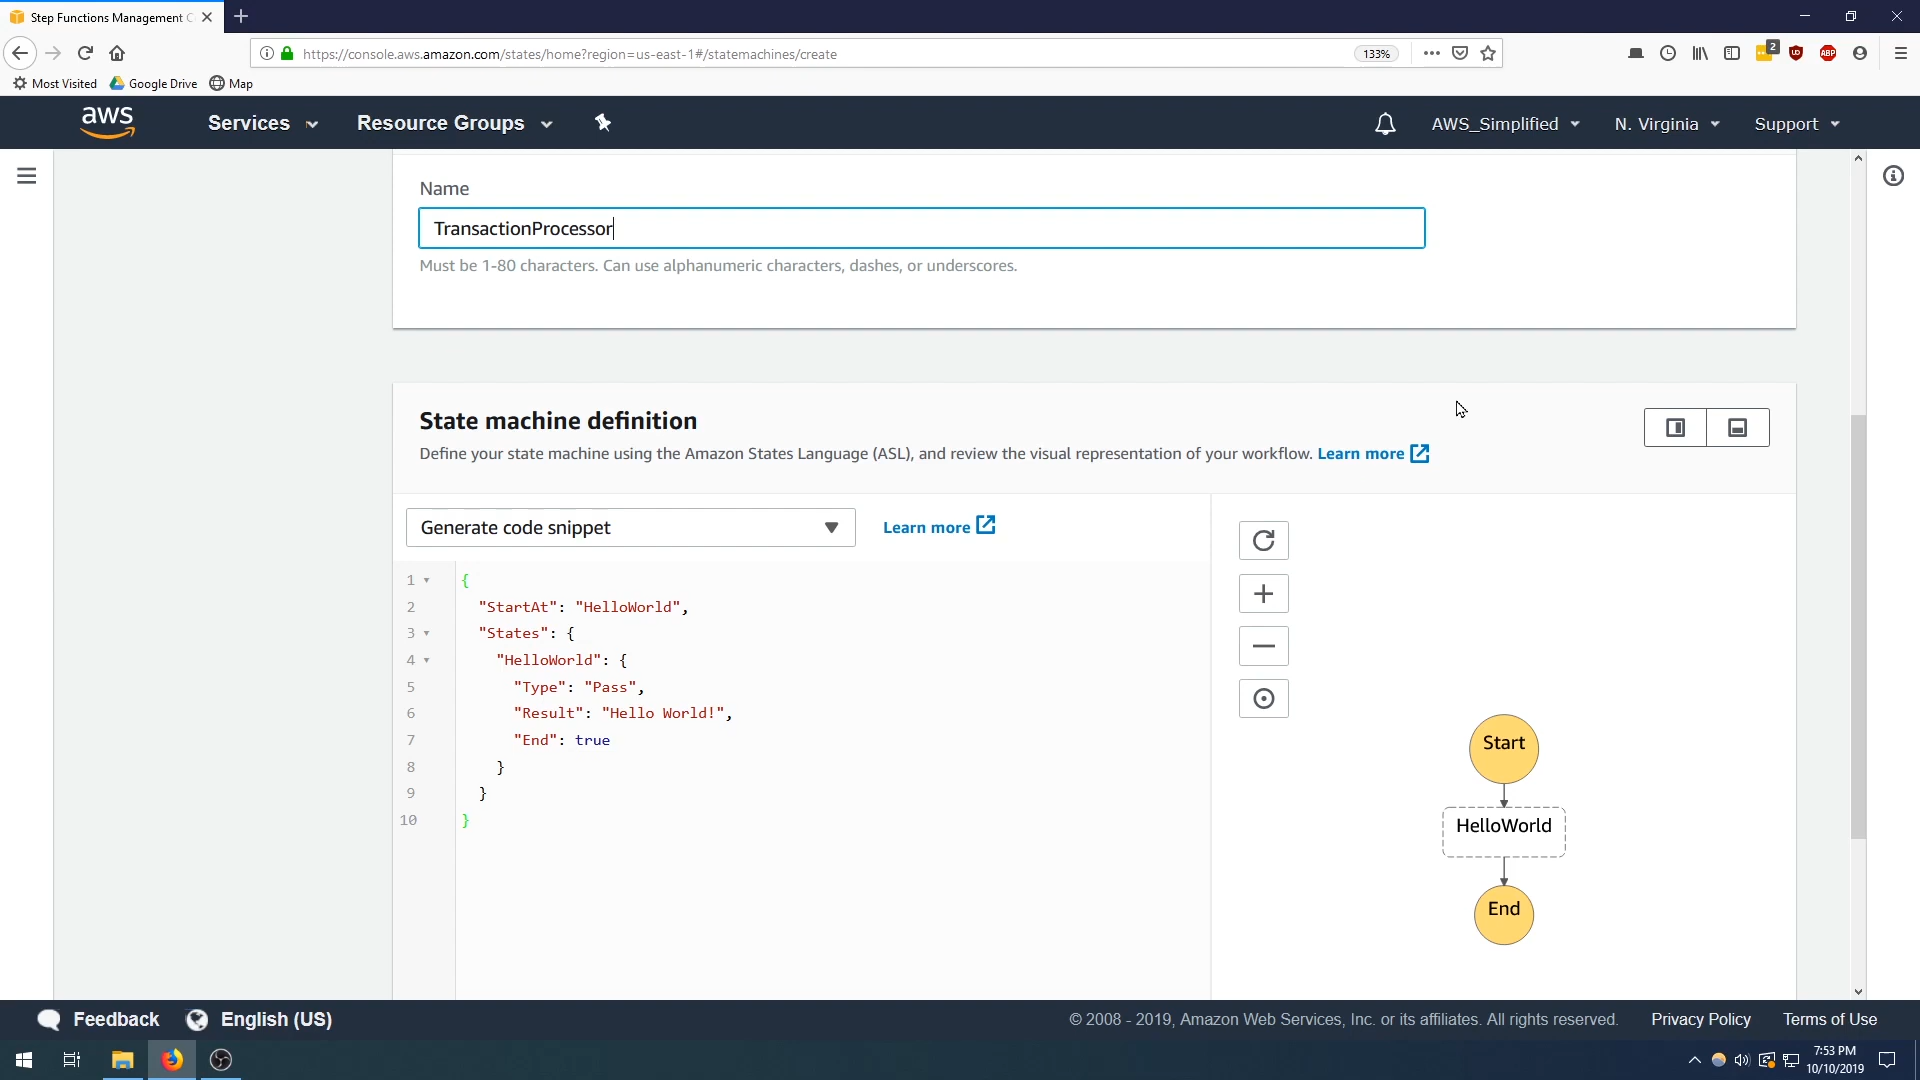 Step Functions Management C
https://console.aws.amazon.com/states/home?region=us-east-1#/statemachines/create
133%
2
ABP
Most Visited
Google Drive
Map
aws
Services
Resource Groups
AWS_Simplified
N. Virginia
Support
Name
TransactionProcessor
Must be 1-80 characters. Can use alphanumeric characters, dashes, or underscores.
State machine definition
Define your state machine using the Amazon States Language (ASL), and review the visual representation of your workflow. Learn more
Generate code snippet
Learn more
1 {
2 "StartAt": "HelloWorld",
3 "States": {
4 "HelloWorld": {
5 "Type": "Pass",
6 "Result": "Hello World!",
7 "End": true
8 }
9 }
10 }
Start
HelloWorld
End
Feedback
English (US)
© 2008 - 2019, Amazon Web Services, Inc. or its affiliates. All rights reserved.
Privacy Policy
Terms of Use
7:53 PM
10/10/2019